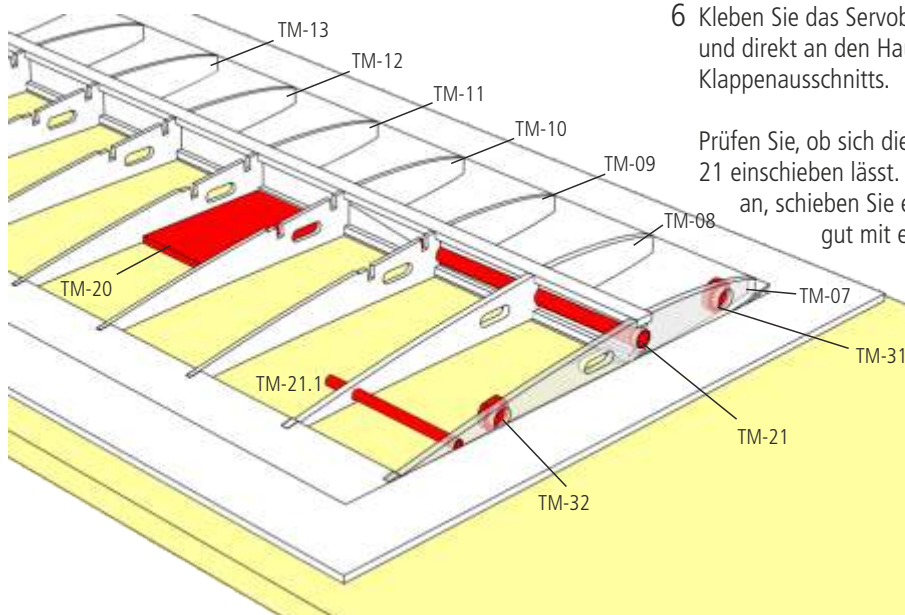 6 Kleben Sie das
und direkt an den
Klappenausschnitts.
Prüfen Sie, ob sich die
21 einschieben lässt.
an, schieben Sie
gut mit
TM-13
TM-12
TM-11
TM-10
TM-09
TM-08
TM-07
TM-31
TM-20
TM-21.1
TM-21
TM-32